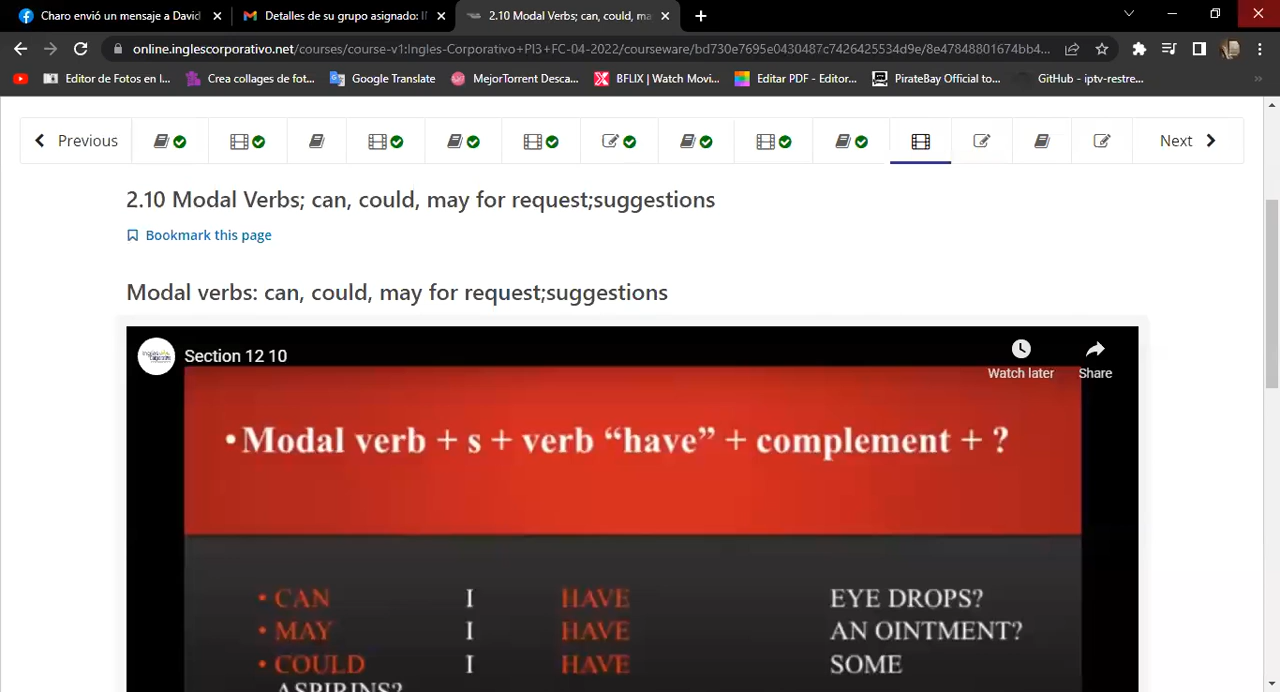 Charo envió un mensaje a David
Detalles de su grupo asignado: I
2.10 Modal Verbs; can, could, ma
online.inglescorporativo.net/courses/course-v1:Ingles-Corporativo+PI3+FC-04-2022/courseware/bd730e7695e0430487c7426425534d9e/8e47848801674bb4...
Editor de Fotos en l...
Crea collages de fot...
Google Translate
MejorTorrent Desca...
BFLIX | Watch Movi...
Editar PDF - Editor...
PirateBay Official to...
GitHub - iptv-restre...
Previous
Next
2.10 Modal Verbs; can, could, may for request;suggestions
Bookmark this page
Modal verbs: can, could, may for request;suggestions
Section 12 10
Watch later
Share
• Modal verb + s + verb “have” + complement + ?
• CAN I HAVE EYE DROPS?
• MAY I HAVE AN OINTMENT?
• COULD I HAVE SOME
ASPIRINS?